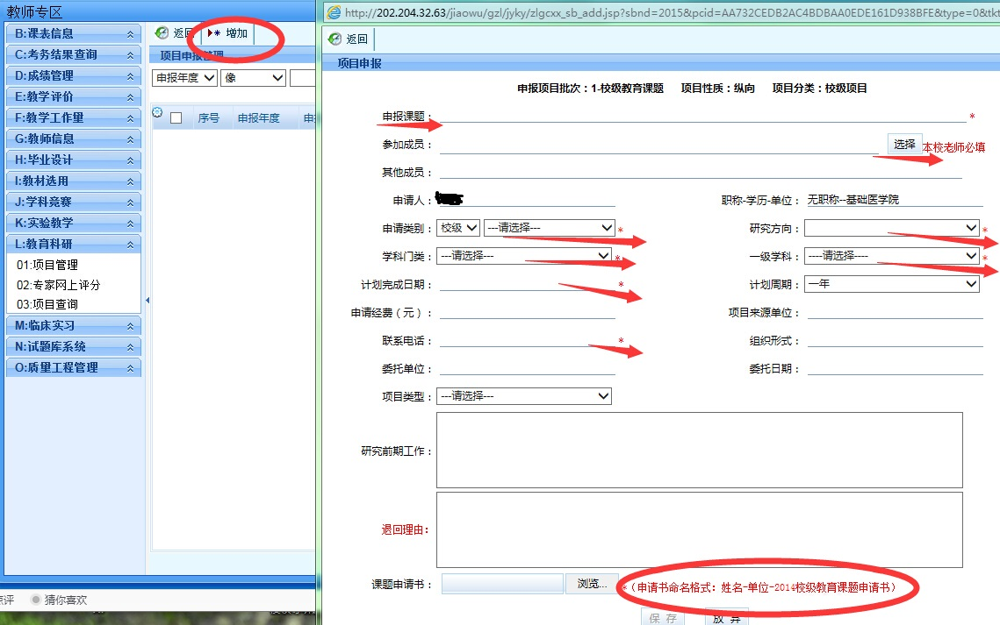 教师专区
B:课表信息
C:考务结果查询
D:成绩管理
E:教学评价
F:教学工作量
G:教师信息
H:毕业设计
I:教材选用
J:学科竞赛
K:实验教学
L:教育科研
01:项目管理
02:专家网上评分
03:项目查询
M:临床实习
N:试题库系统
O:质量工程管理
点评 猜你喜欢
返回 增加
项目申报管理
申报年度 像
序号 申报年度
http://202.204.32.63/jiaowu/gzl/jyky/zlgcxx_sb_add.jsp?sbnd=2015&pcid=AA732CEDB2AC4BDBAA0EDE161D938BFE&type=0&tkt
返回
项目申报
申报项目批次：1-校级教育课题 项目性质：纵向 项目分类：校级项目
申报课题： *
参加成员： 选择 本校老师必填
其他成员：
申请人： 职称-学历-单位： 无职称--基础医学院
申请类别： 校级 ---请选择--- * 研究方向： *
学科门类： ---请选择--- * 一级学科： ----请选择---- *
计划完成日期： * 计划周期： 一年
申请经费（元）： 项目来源单位：
联系电话： * 组织形式：
委托单位： 委托日期：
项目类型： ---请选择---
研究前期工作：
退回理由：
课题申请书： 浏览... *（申请书命名格式：姓名-单位-2014校级教育课题申请书）
保 存 放 弃